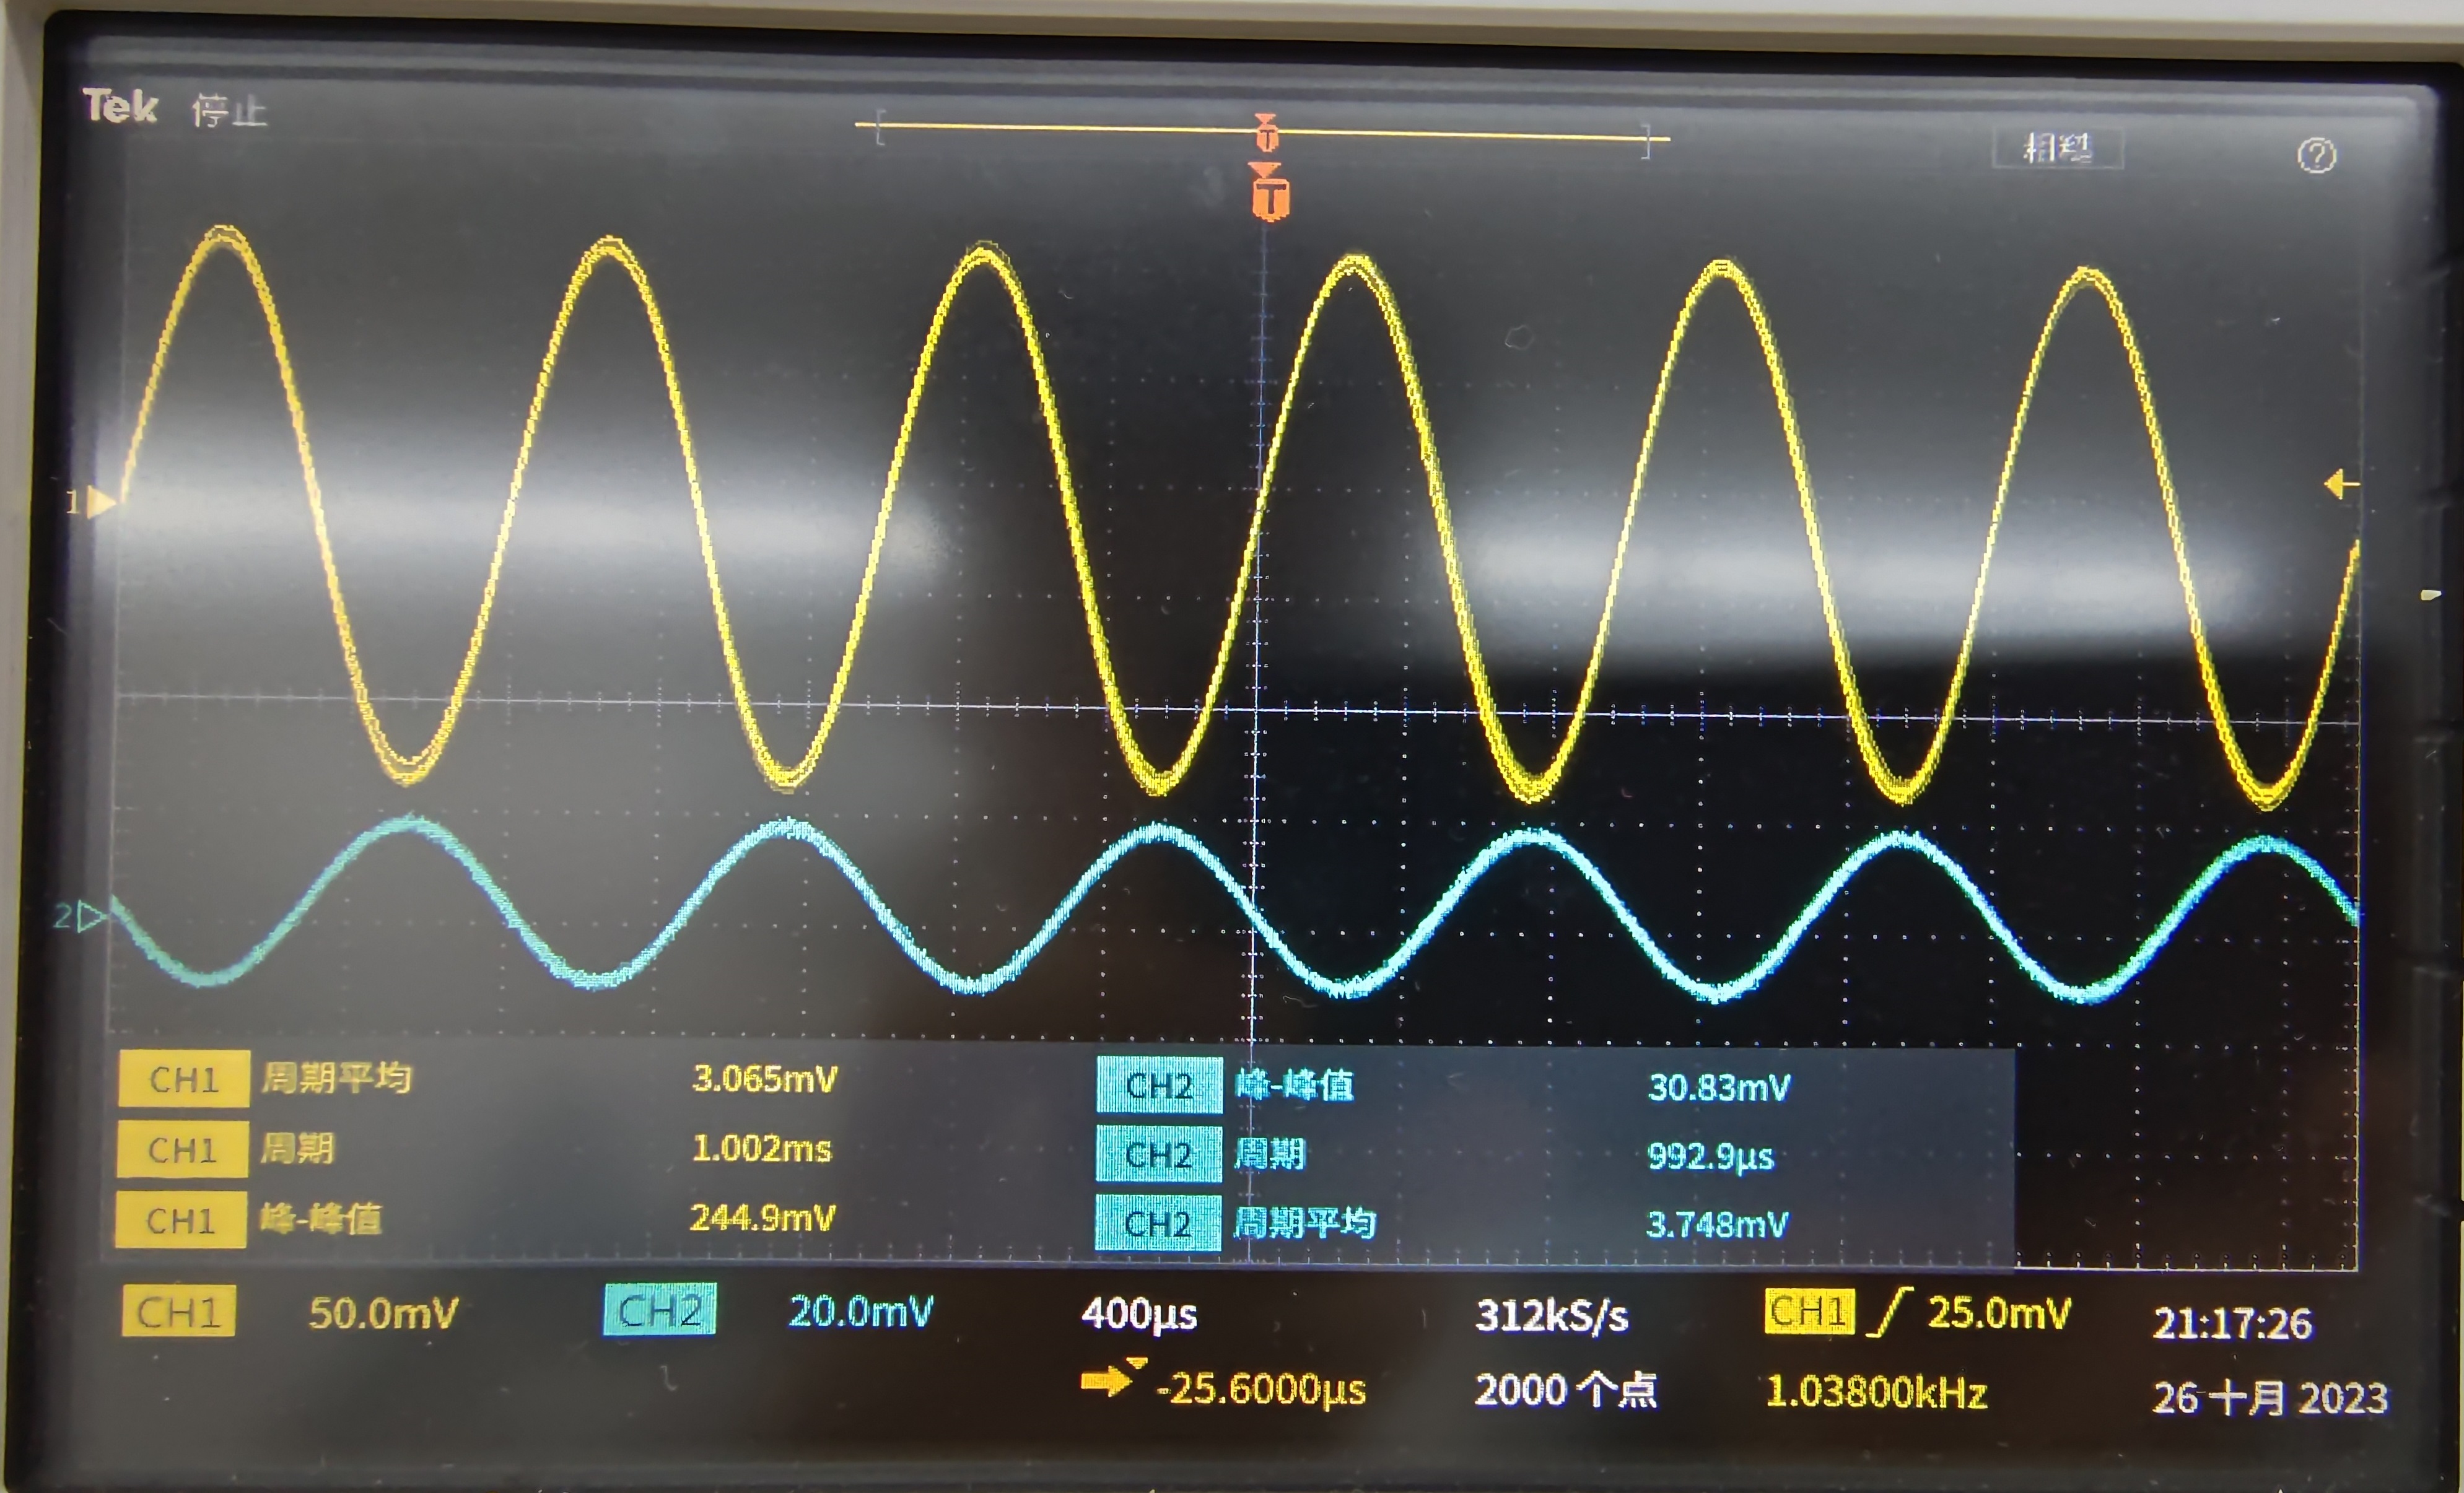 Tek 停止
T
T
相塑
1
2
CH1 周期平均 3.065mV CH2 峰-峰值 30.83mV
CH1 周期 1.002ms CH2 周期 992.9µs
CH1 峰-峰值 244.9mV CH2 周期平均 3.748mV
CH1 50.0mV CH2 20.0mV 400µs 312kS/s CH1 25.0mV 21:17:26
-25.6000µs 2000 个点 1.03800kHz 26 十月 2023